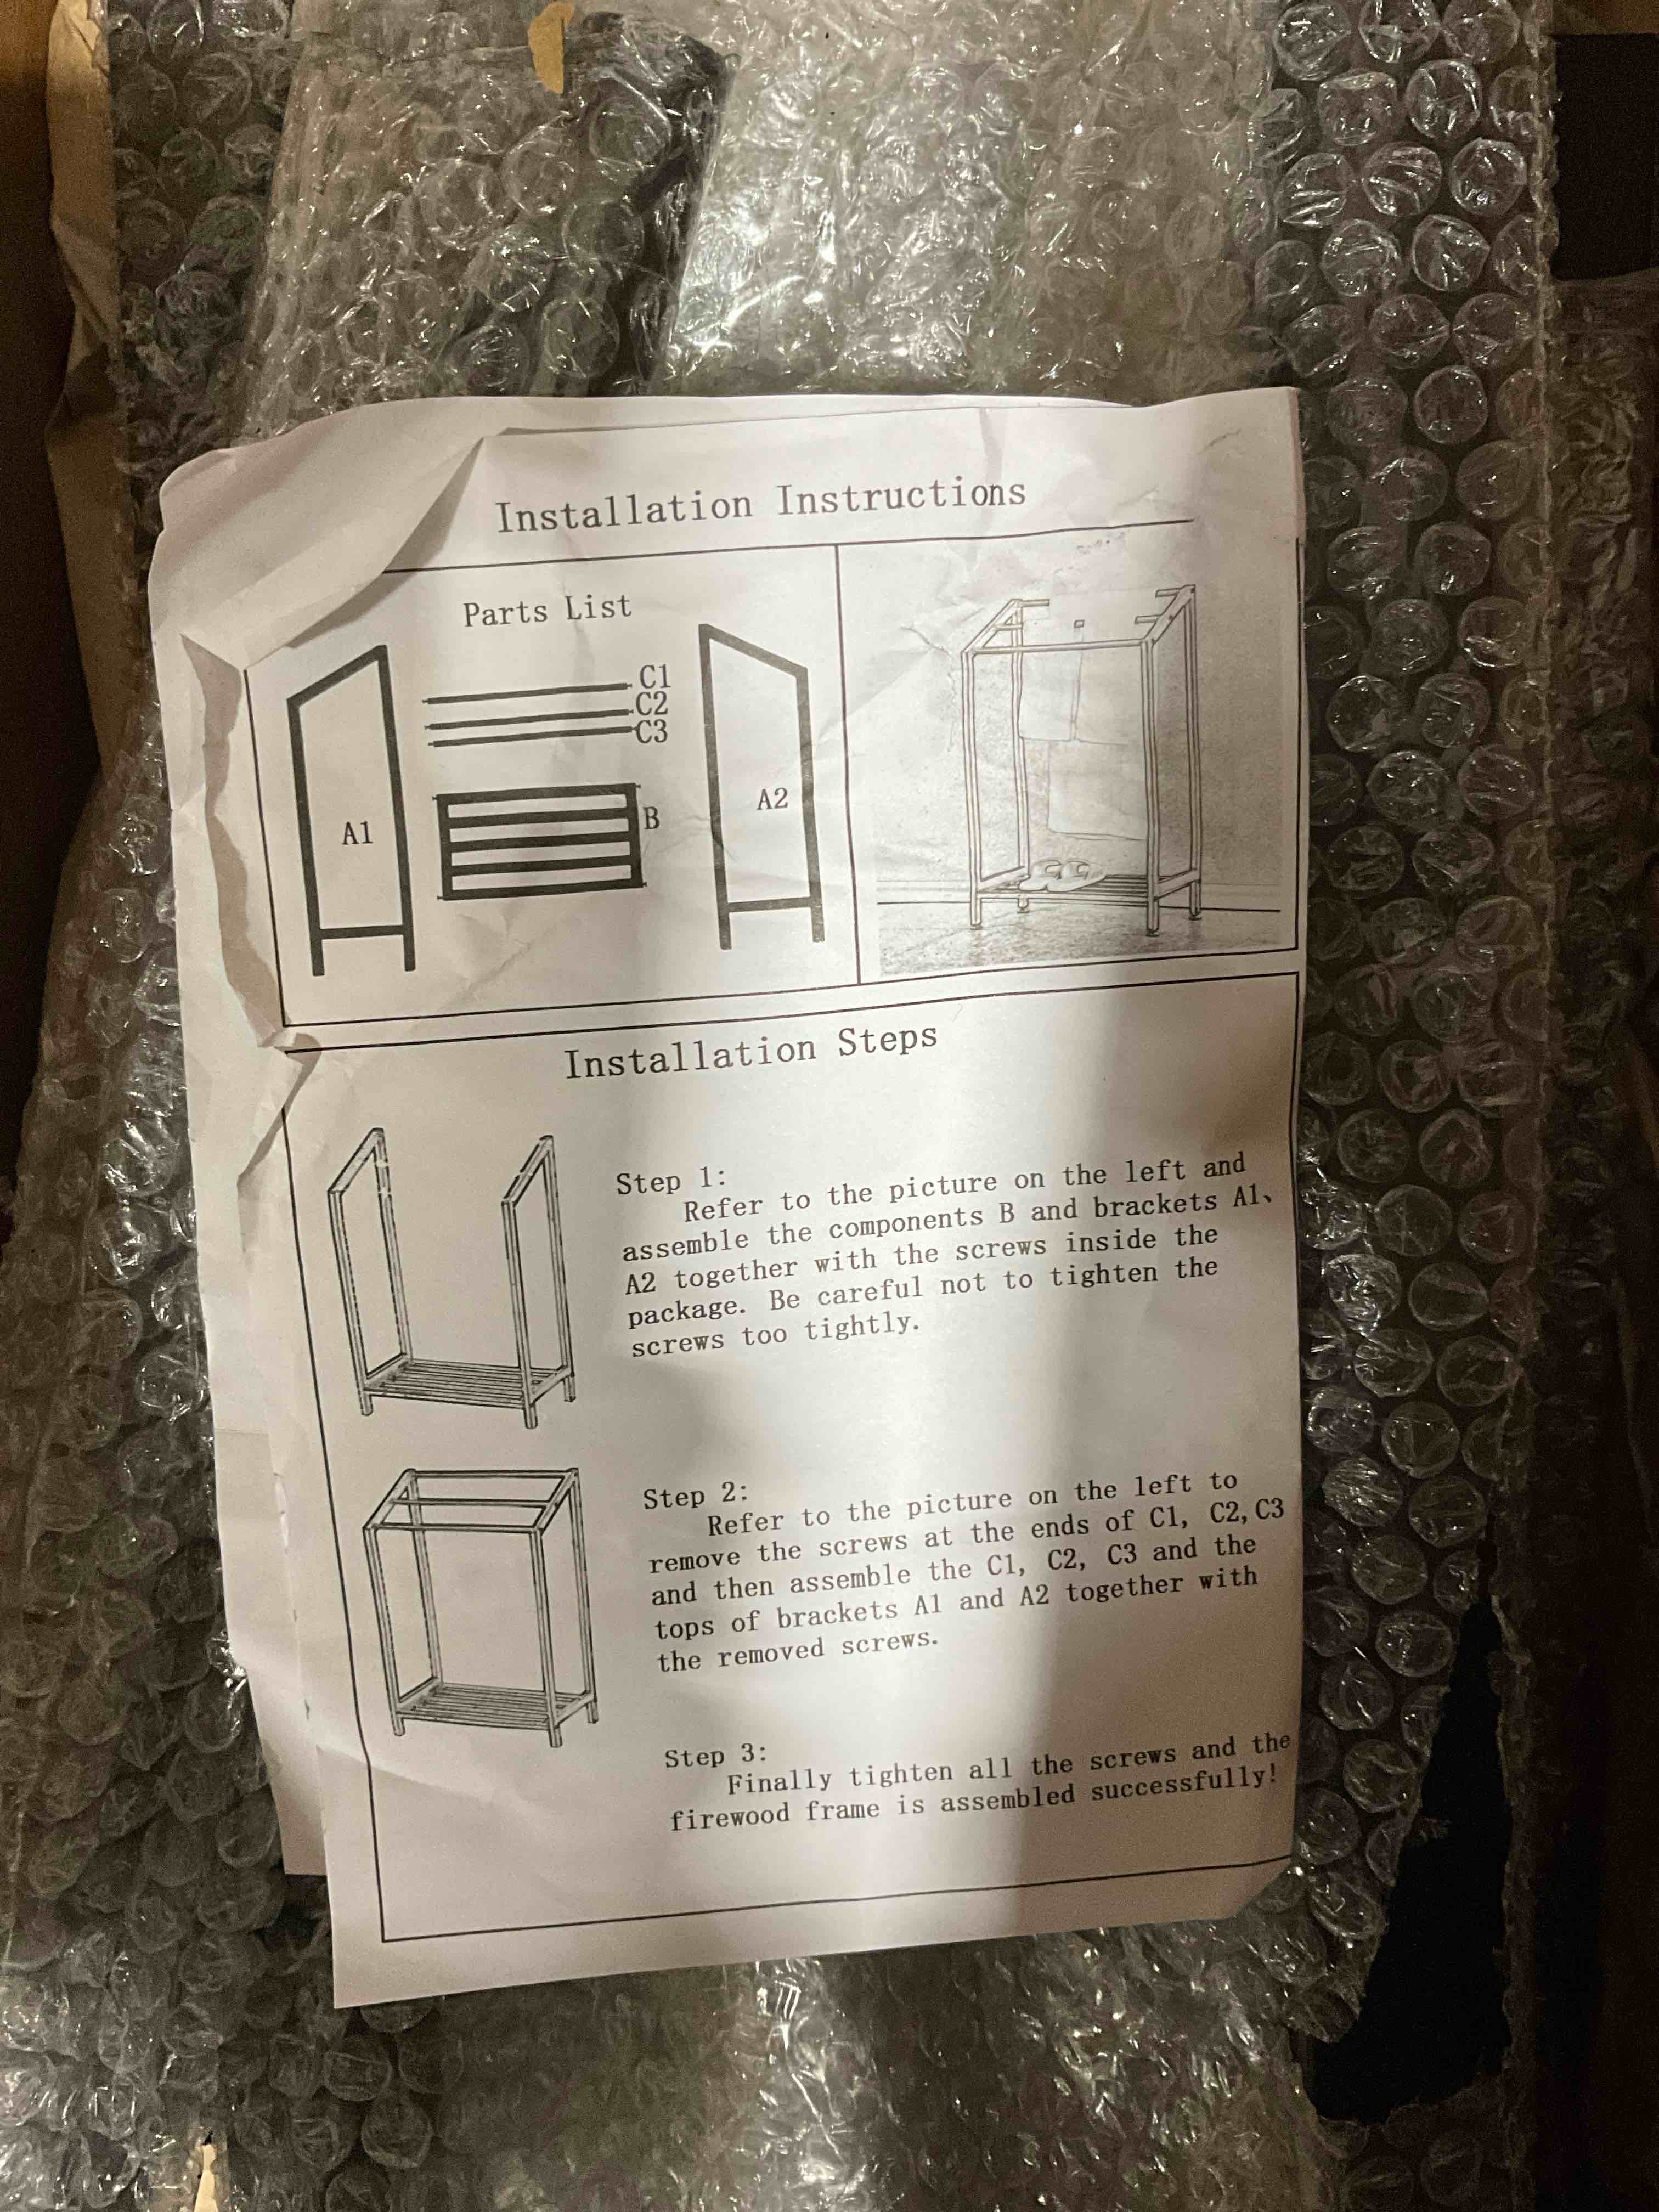 Installation Instructions
Parts List
C1
C2
C3
A1
B
A2
Installation Steps
Step 1:
Refer to the picture on the left and
assemble the components B and brackets A1、
A2 together with the screws inside the
package. Be careful not to tighten the
screws too tightly.
Step 2:
Refer to the picture on the left to
remove the screws at the ends of C1, C2, C3
and then assemble the C1, C2, C3 and the
tops of brackets A1 and A2 together with
the removed screws.
Step 3:
Finally tighten all the screws and the
firewood frame is assembled successfully!